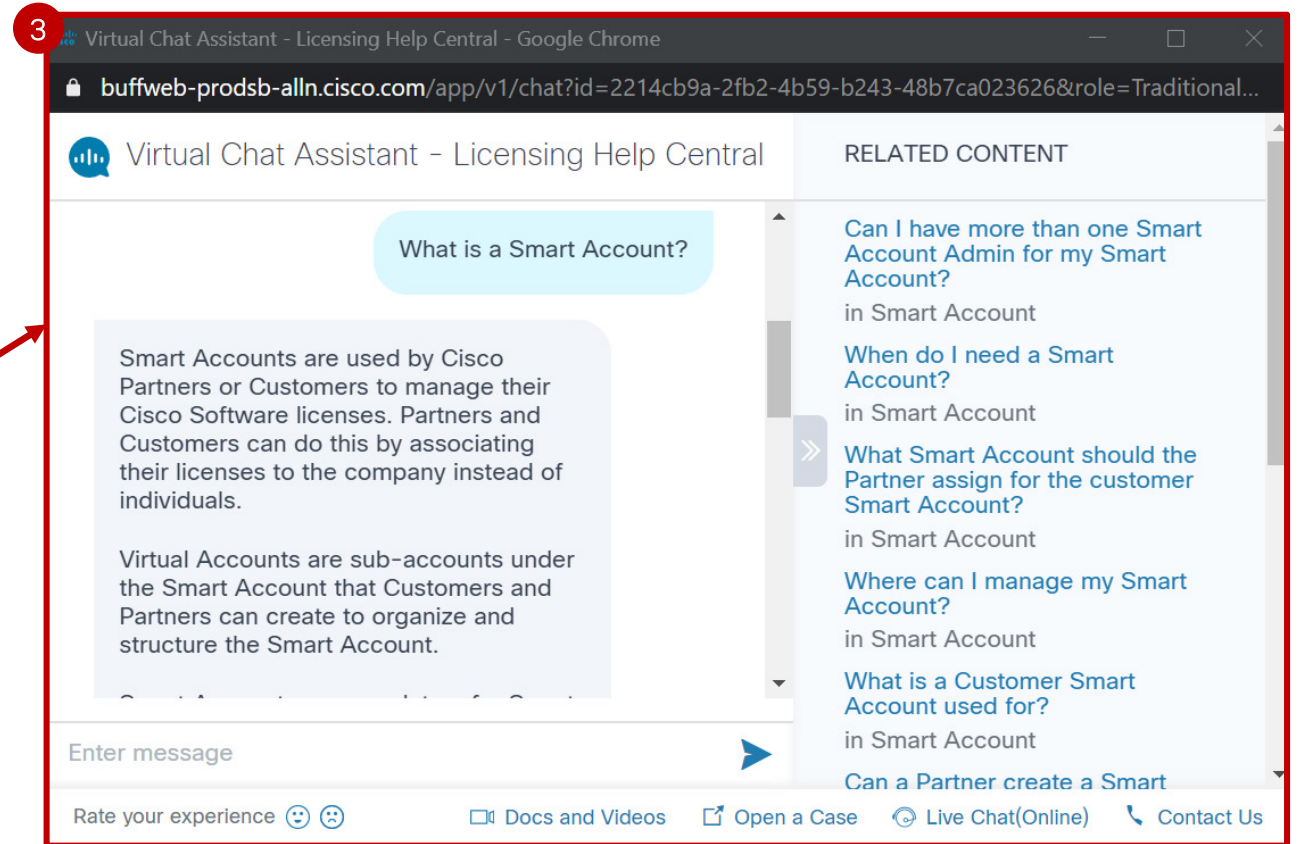 3
Virtual Chat Assistant - Licensing Help Central - Google Chrome
buffweb-prodsb-alln.cisco.com/app/v1/chat?id=2214cb9a-2fb2-4b59-b243-48b7ca023626&role=Traditional...
Virtual Chat Assistant - Licensing Help Central
What is a Smart Account?
Smart Accounts are used by Cisco
Partners or Customers to manage their
Cisco Software licenses. Partners and
Customers can do this by associating
their licenses to the company instead of
individuals.
Virtual Accounts are sub-accounts under
the Smart Account that Customers and
Partners can create to organize and
structure the Smart Account.
Enter message
RELATED CONTENT
Can I have more than one Smart
Account Admin for my Smart
Account?
in Smart Account
When do I need a Smart
Account?
in Smart Account
What Smart Account should the
Partner assign for the customer
Smart Account?
in Smart Account
Where can I manage my Smart
Account?
in Smart Account
What is a Customer Smart
Account used for?
in Smart Account
Can a Partner create a Smart
Rate your experience
Docs and Videos
Open a Case
Live Chat(Online)
Contact Us